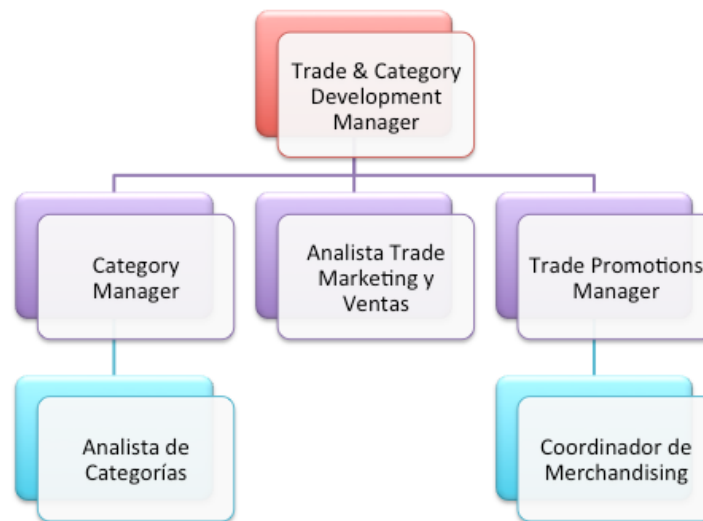 Trade & Category
Development
Manager
Category
Manager
Analista Trade
Marketing y
Ventas
Trade Promotions
Manager
Analista de
Categorías
Coordinador de
Merchandising